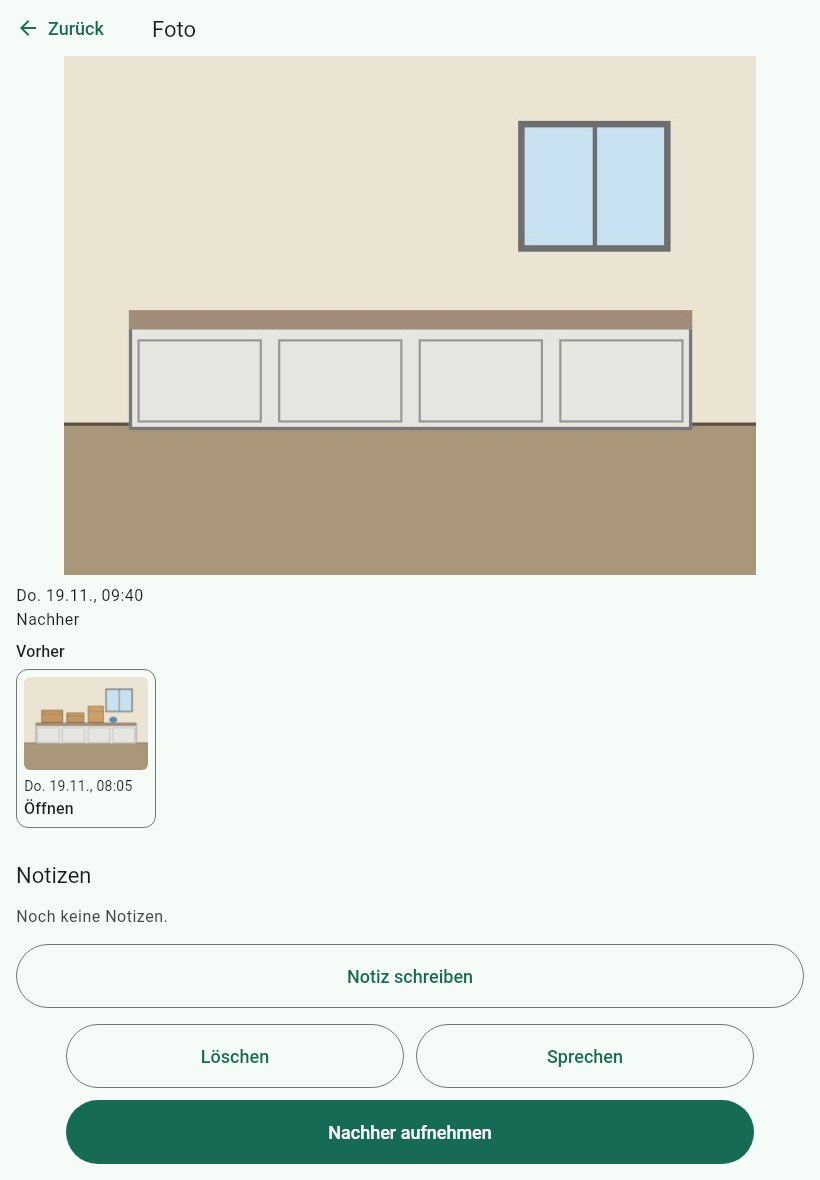 Zurück
Foto
Do. 19.11., 09:40
Nachher
Vorher
Do. 19.11., 08:05
Öffnen
Notizen
Noch keine Notizen.
Notiz schreiben
Löschen
Sprechen
Nachher aufnehmen